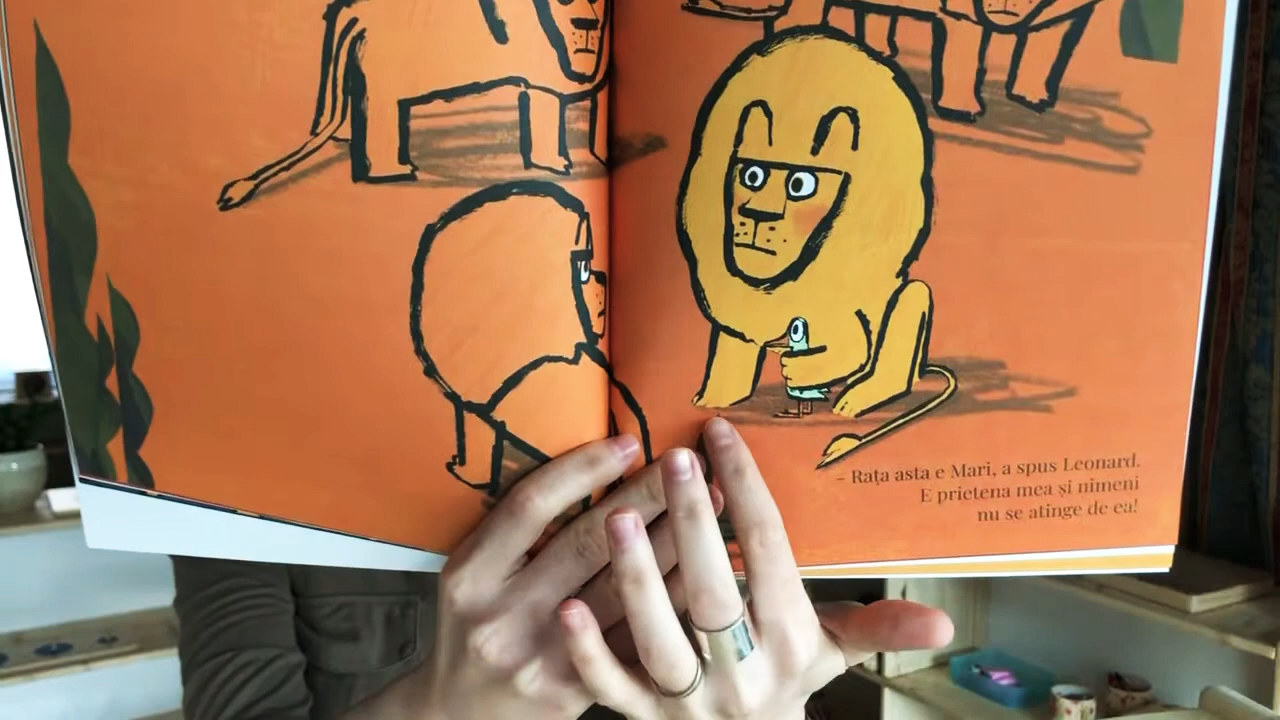 – Rața asta e Mari, a spus Leonard.
E prietena mea și nimeni
nu se atinge de ea!